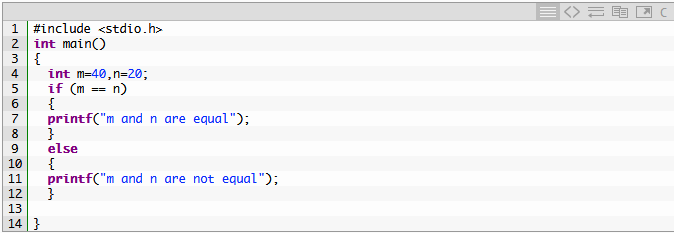 C
1 #include <stdio.h>
2 int main()
3 {
4   int m=40,n=20;
5   if (m == n)
6   {
7   printf("m and n are equal");
8   }
9   else
10   {
11   printf("m and n are not equal");
12   }
13
14 }